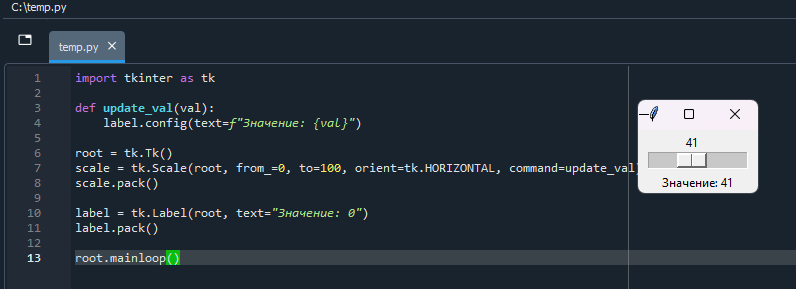 C:\temp.py
temp.py
1 import tkinter as tk
2
3 def update_val(val):
4     label.config(text=f"Значение: {val}")
5
6 root = tk.Tk()
7 scale = tk.Scale(root, from_=0, to=100, orient=tk.HORIZONTAL, command=update_val)
8 scale.pack()
9
10 label = tk.Label(root, text="Значение: 0")
11 label.pack()
12
13 root.mainloop()
41
Значение: 41